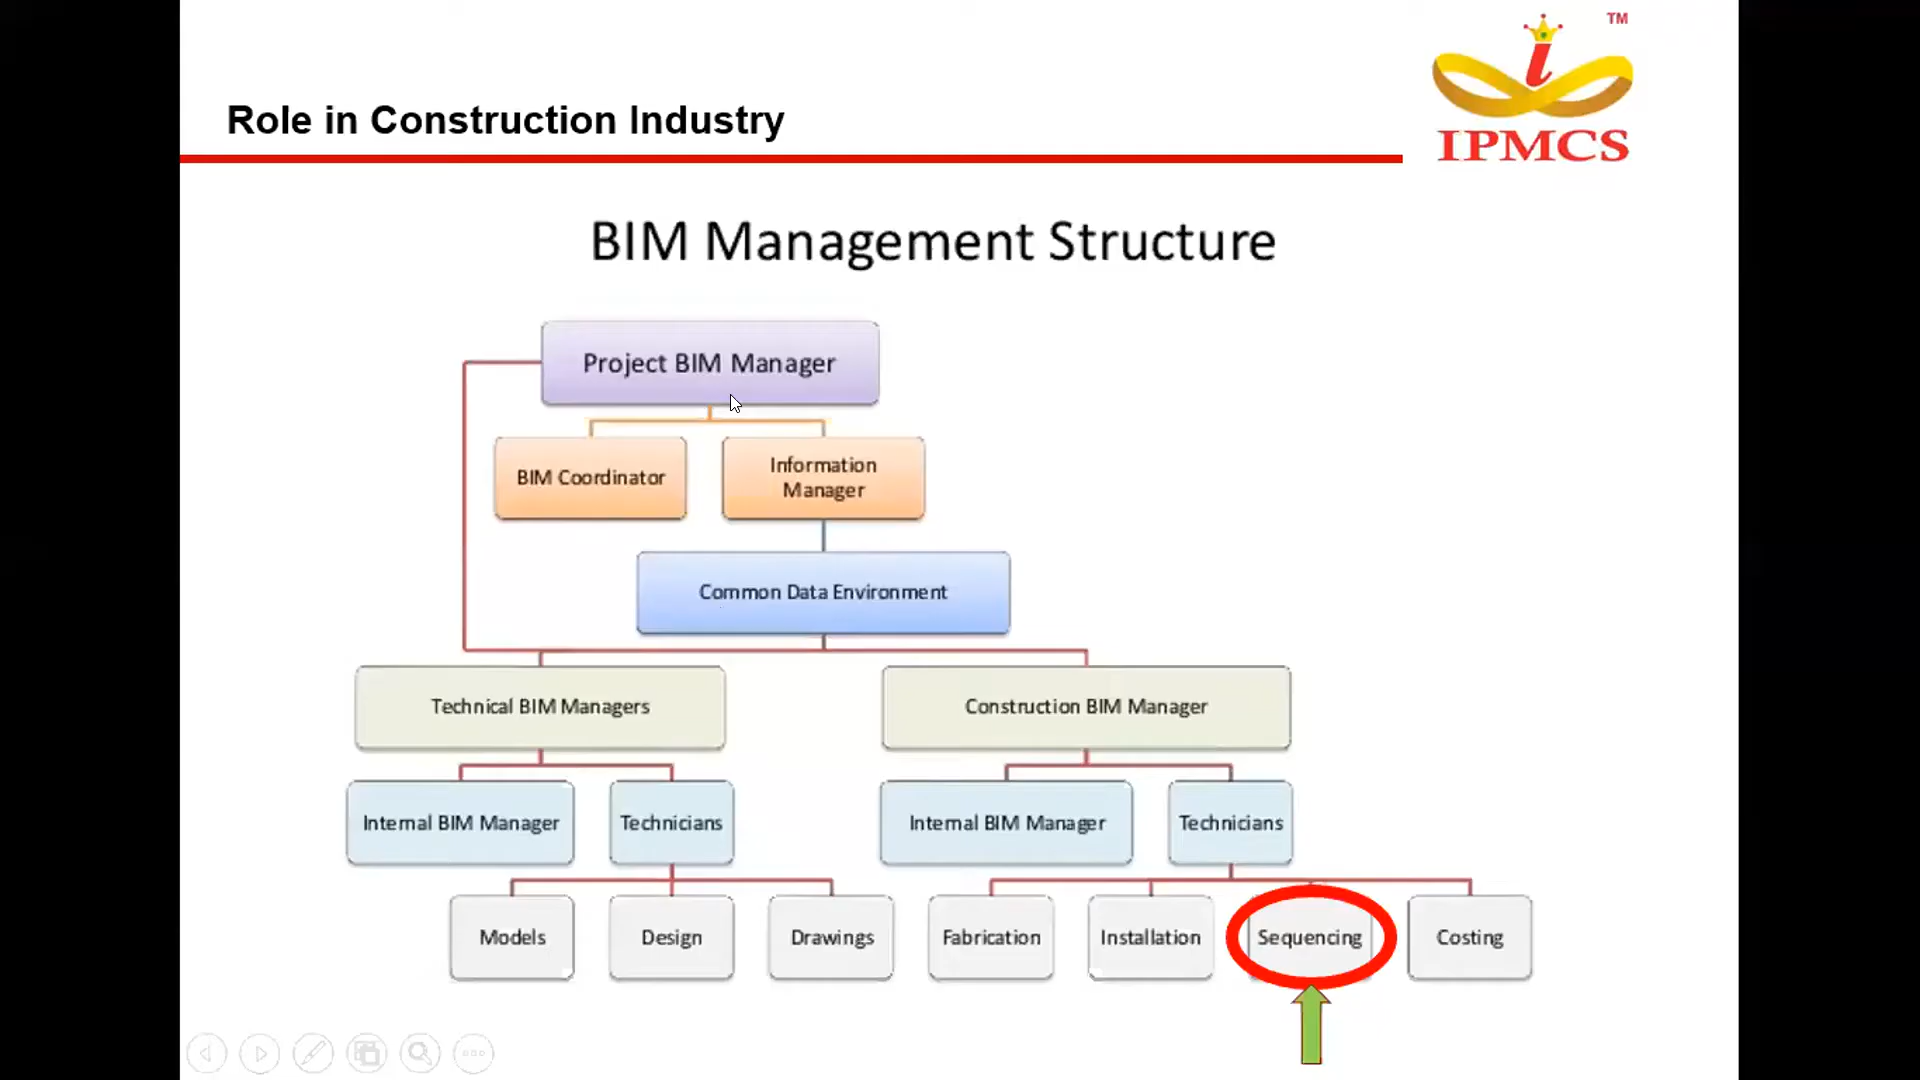 TM
IPMCS
Role in Construction Industry
BIM Management Structure
Project BIM Manager
BIM Coordinator
Information
Manager
Common Data Environment
Technical BIM Managers
Construction BIM Manager
Internal BIM Manager
Technicians
Internal BIM Manager
Technicians
Models
Design
Drawings
Fabrication
Installation
Sequencing
Costing